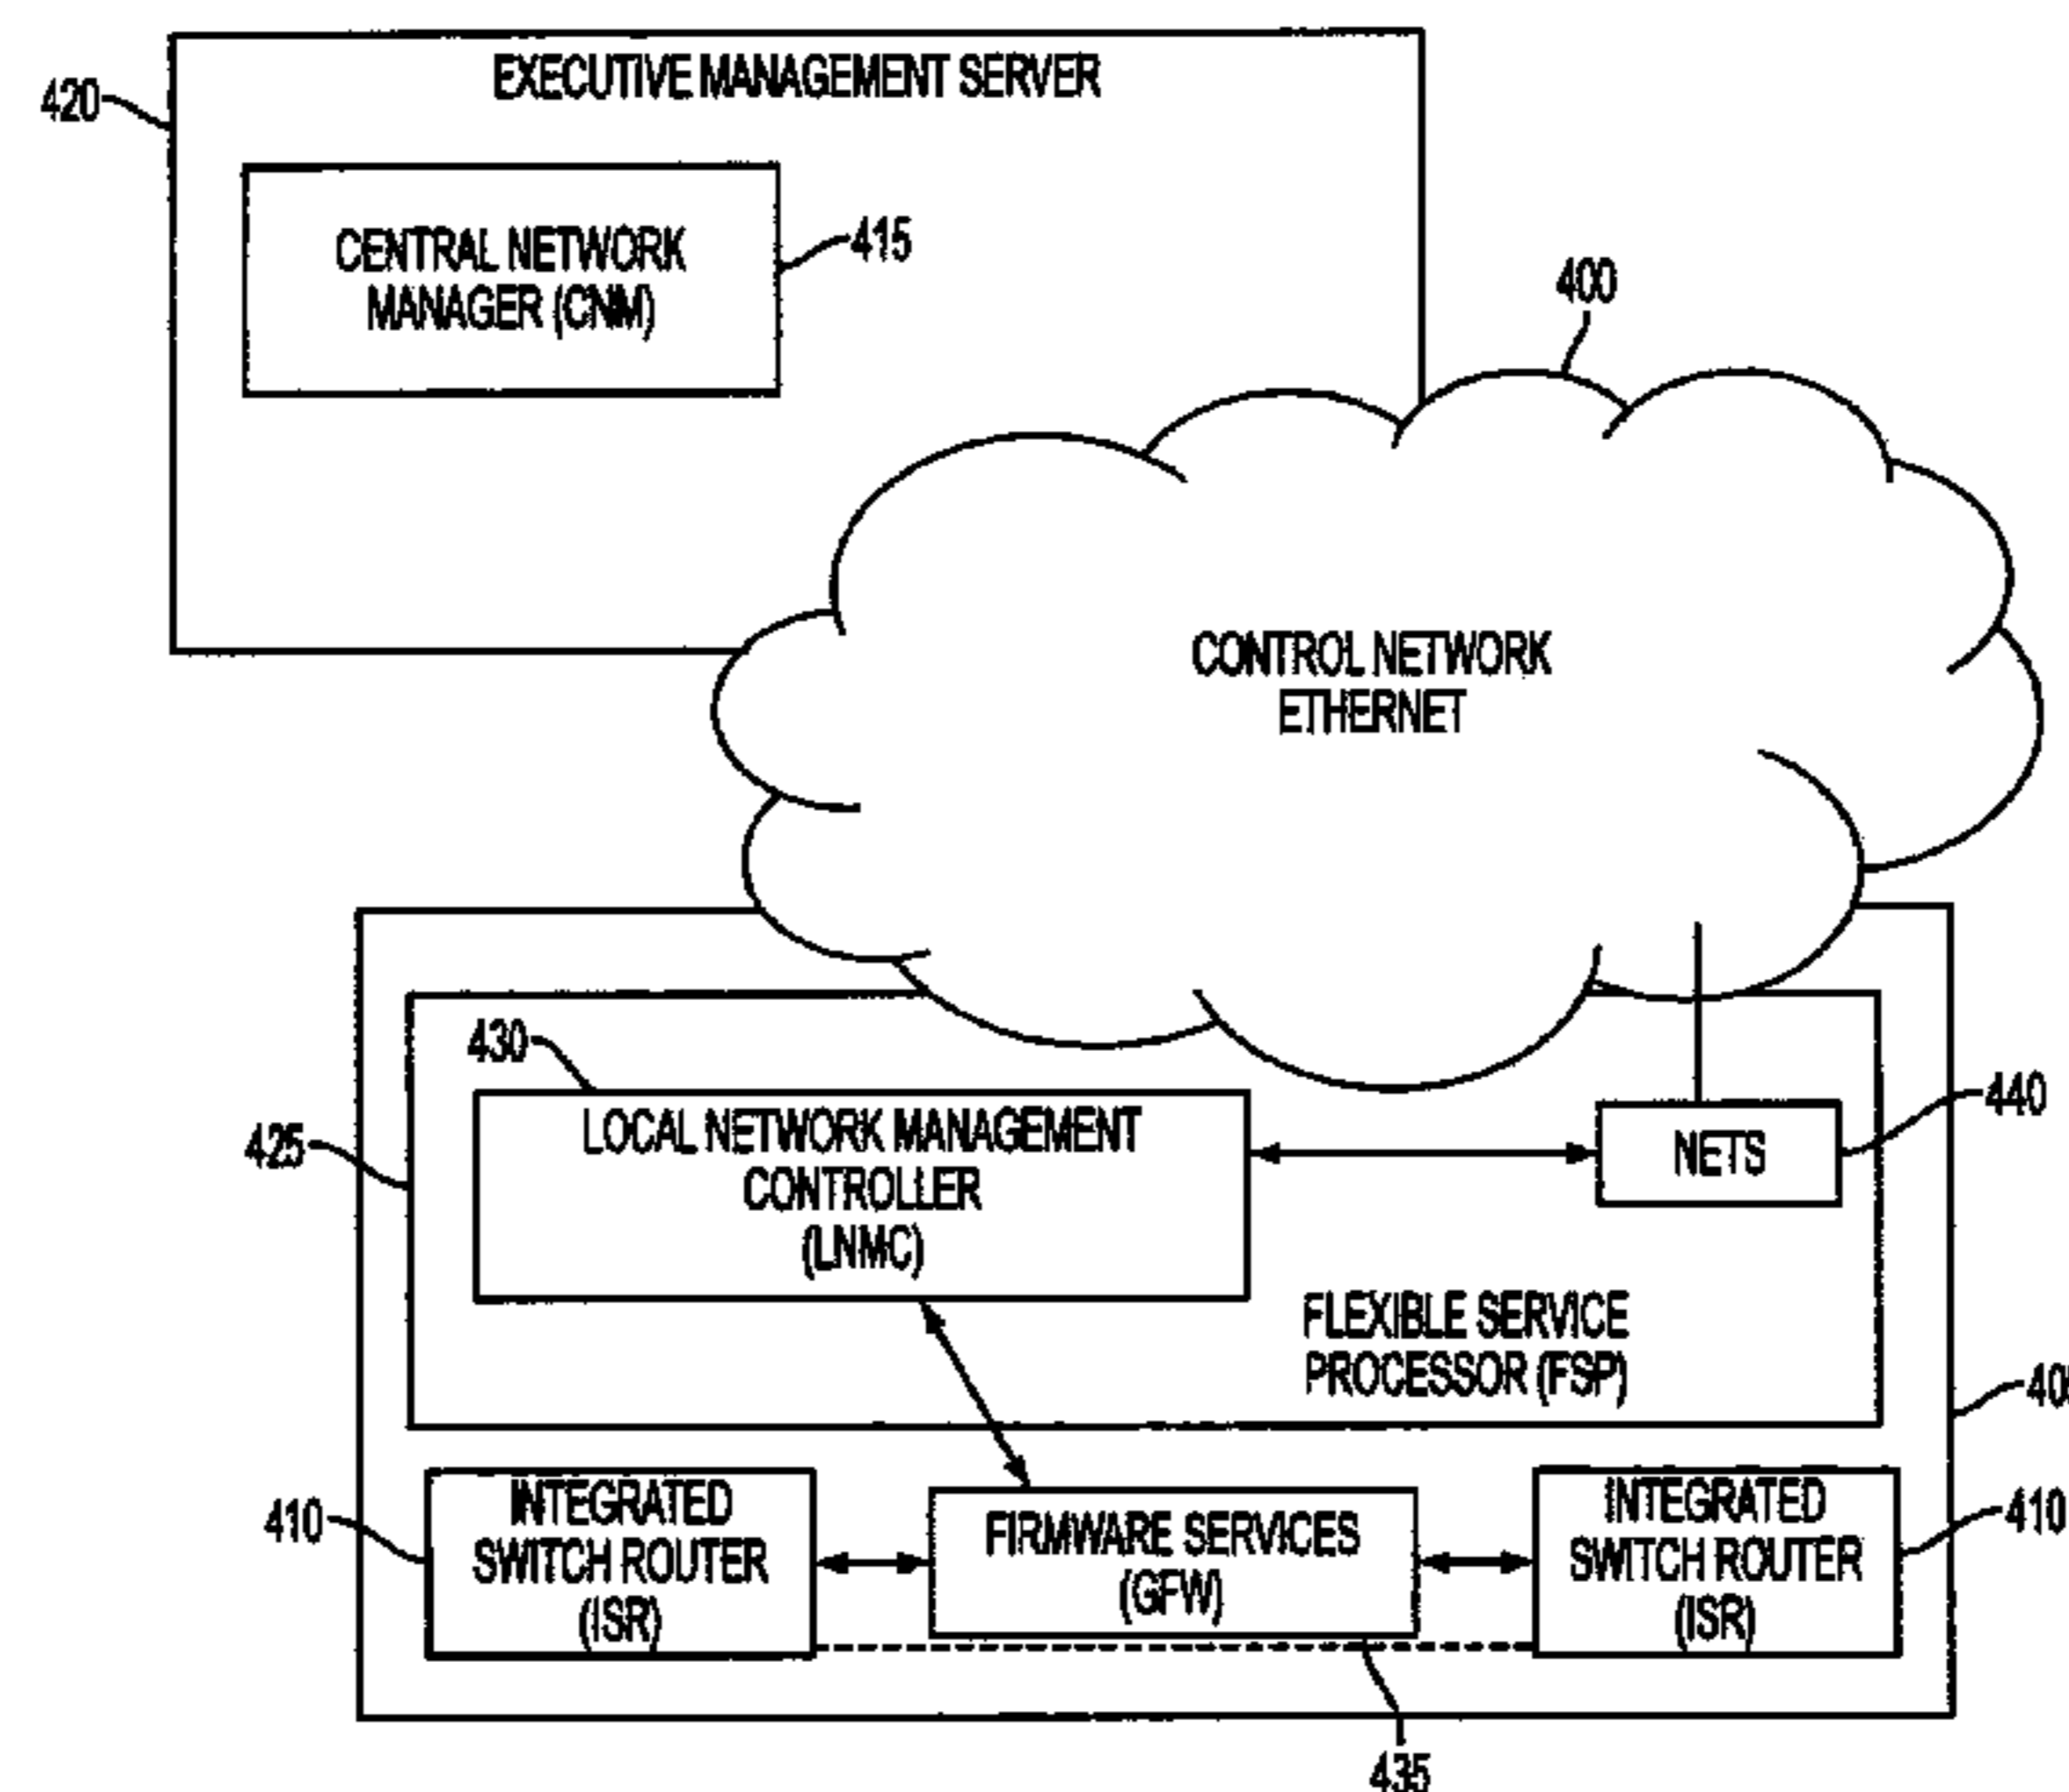 EXECUTIVE MANAGEMENT SERVER
420
CENTRAL NETWORK
MANAGER (CNM)
415
400
CONTROL NETWORK
ETHERNET
430
LOCAL NETWORK MANAGEMENT
CONTROLLER
(LNMC)
NETS
440
425
FLEXIBLE SERVICE
PROCESSOR (FSP)
410
INTEGRATED
SWITCH ROUTER
(ISR)
FIRMWARE SERVICES
(GFW)
INTEGRATED
SWITCH ROUTER
(ISR)
410
435